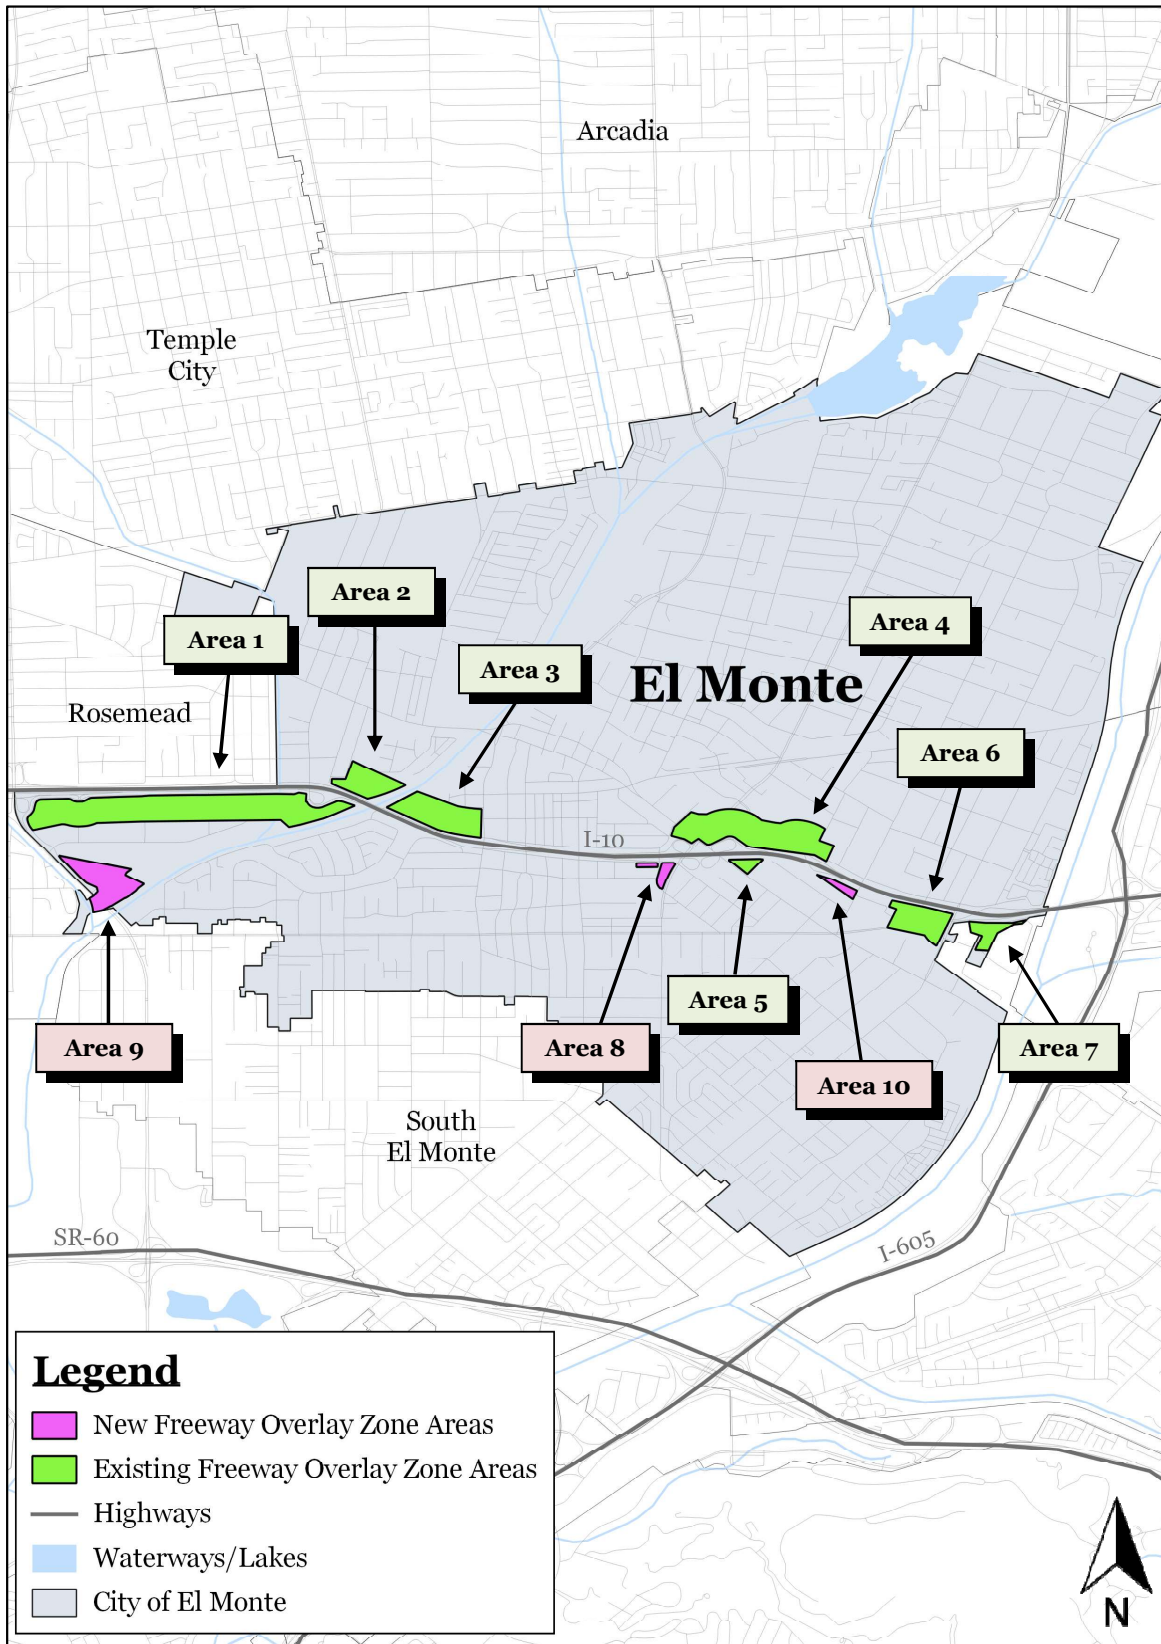 Arcadia
Temple
City
Area 2
Area 4
Area 1
Area 3
El Monte
Rosemead
Area 6
I-10
Area 5
Area 9
Area 8
Area 7
Area 10
South
El Monte
SR-60
I-605
Legend
New Freeway Overlay Zone Areas
Existing Freeway Overlay Zone Areas
Highways
Waterways/Lakes
City of El Monte
N